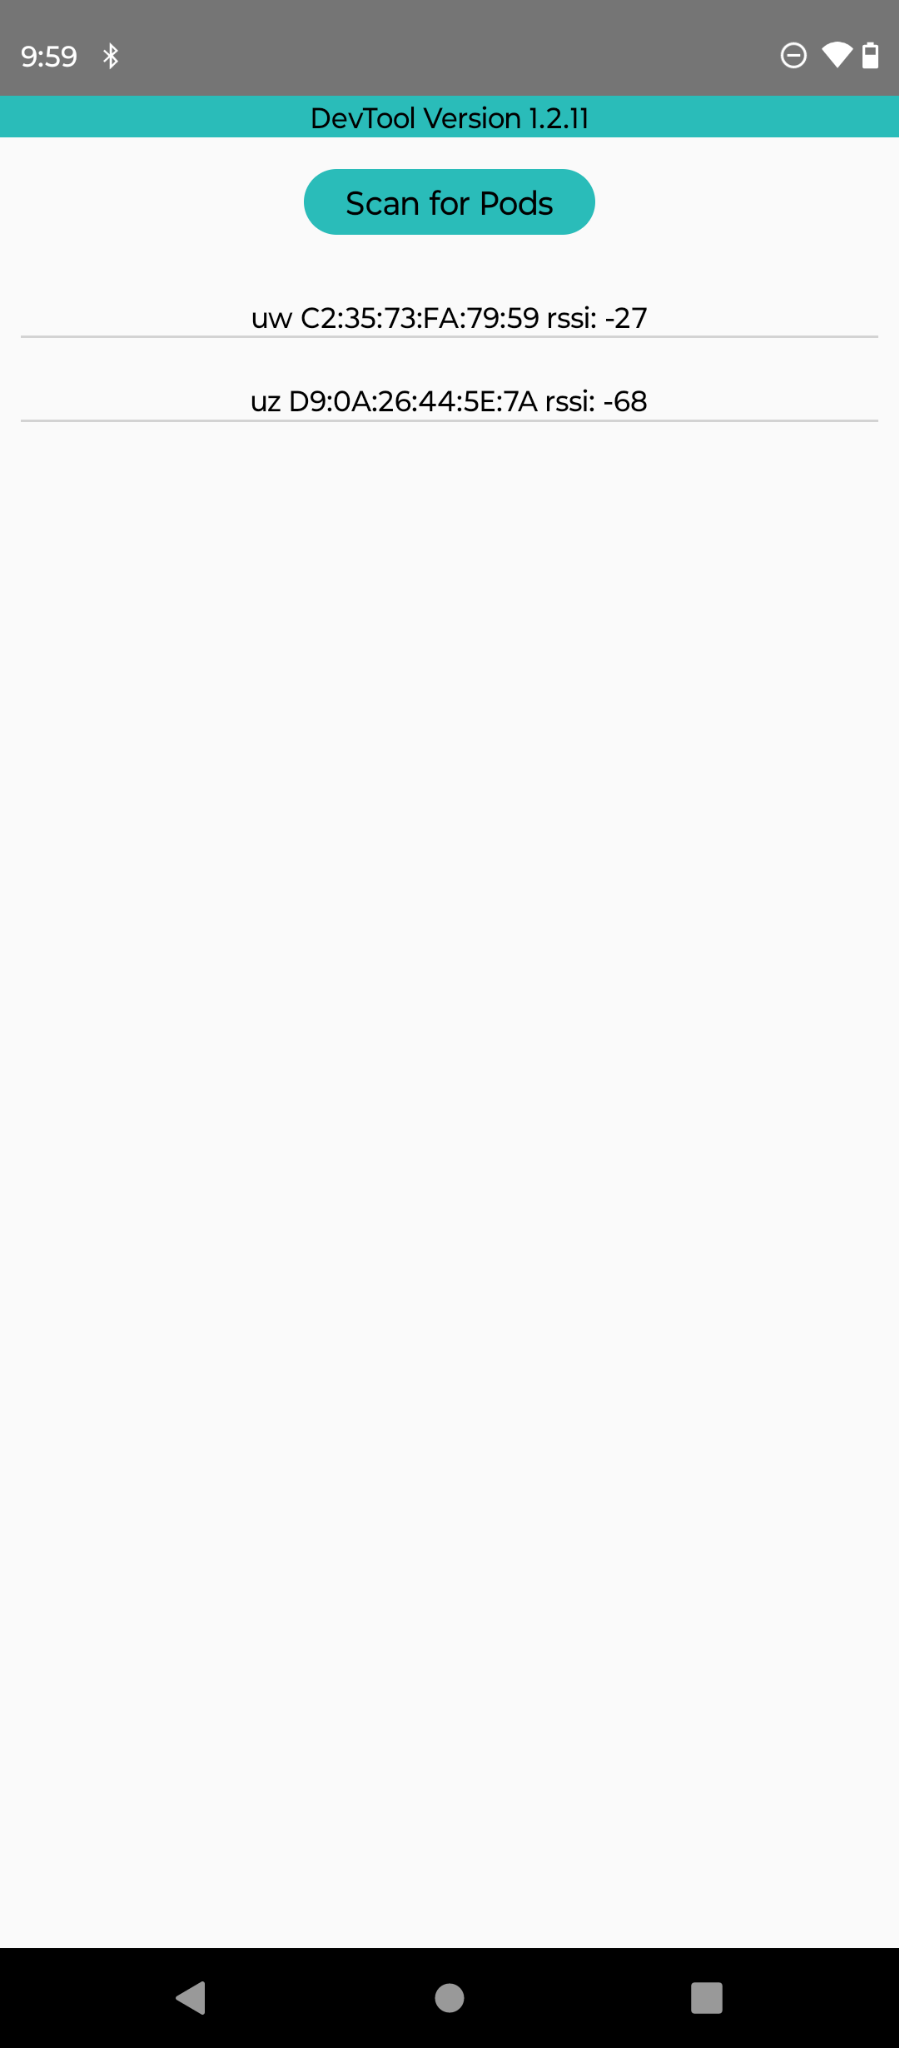 9:59
DevTool Version 1.2.11
Scan for Pods
uw C2:35:73:FA:79:59 rssi: -27
uz D9:0A:26:44:5E:7A rssi: -68